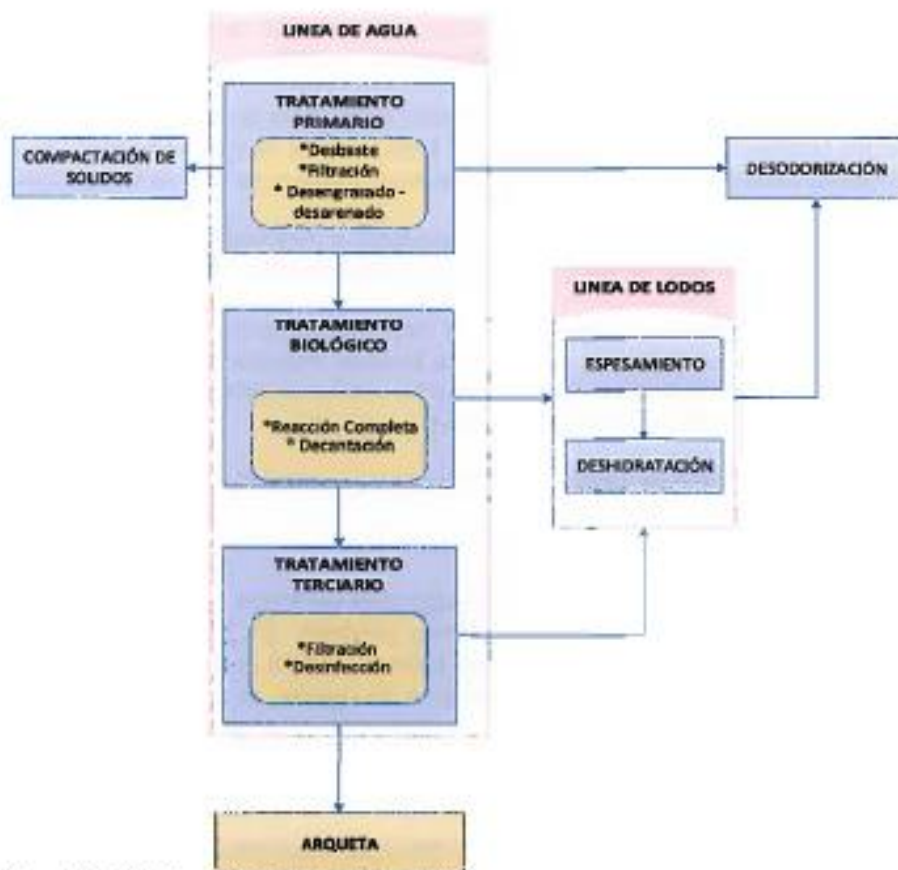 LINEA DE AGUA
TRATAMIENTO
PRIMARIO
*Desbaste
*Filtración
* Desengrasado -
desarenado
COMPACTACIÓN DE
SOLIDOS
DESODORIZACIÓN
TRATAMIENTO
BIOLÓGICO
*Reacción Completa
* Decantación
LINEA DE LODOS
ESPESAMIENTO
DESHIDRATACIÓN
TRATAMIENTO
TERCIARIO
*Filtración
*Desinfección
ARQUETA